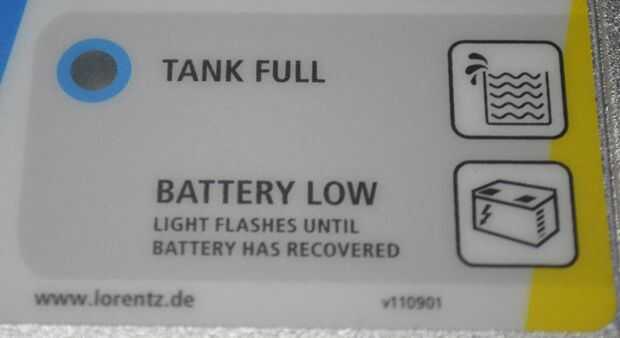 TANK FULL
BATTERY LOW
LIGHT FLASHES UNTIL
BATTERY HAS RECOVERED
www.lorentz.de v110901